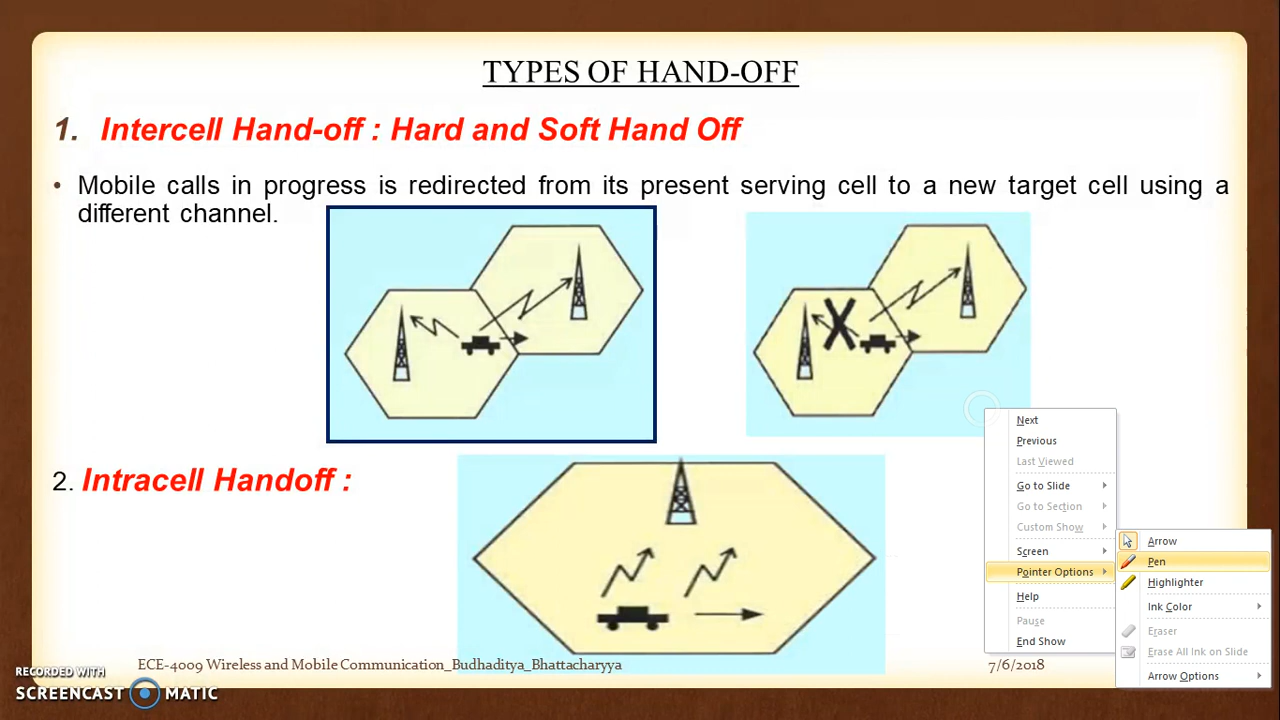 TYPES OF HAND-OFF
1. Intercell Hand-off : Hard and Soft Hand Off
• Mobile calls in progress is redirected from its present serving cell to a new target cell using a
different channel.
2. Intracell Handoff :
Next
Previous
Last Viewed
Go to Slide
Go to Section
Custom Show
Screen
Pointer Options
Help
Pause
End Show
Arrow
Pen
Highlighter
Ink Color
Eraser
Erase All Ink on Slide
Arrow Options
ECE-4009 Wireless and Mobile Communication_Budhaditya_Bhattacharyya
7/6/2018
RECORDED WITH
SCREENCAST MATIC